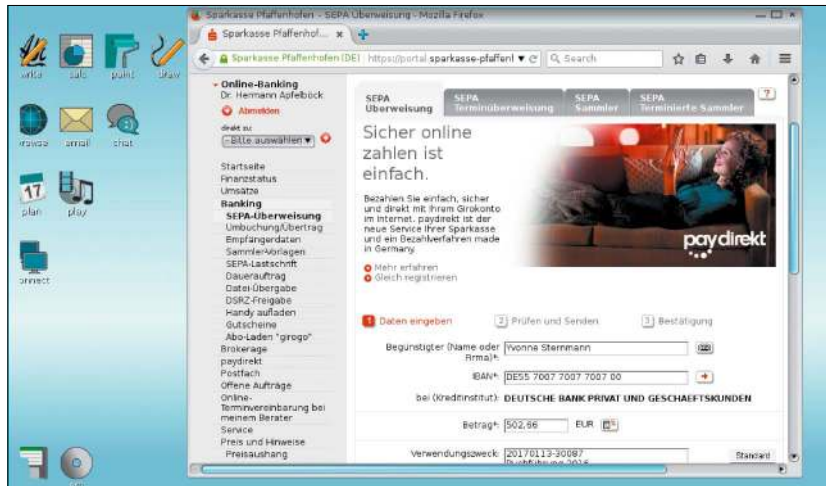 Sparkasse Pfaffenhofen - SEPA Überweisung - Mozilla Firefox
Sparkasse Pfaffenhof...
Sparkasse Pfaffenhofen (DE) https://portal.sparkasse-pfaffenl
Search
write
calc
paint
draw
rowse
email
chat
17
plan
play
onnect
Online-Banking
Dr. Hermann Apfelböck
Abmelden
direkt zu:
- Bitte auswählen
Startseite
Finanzstatus
Umsätze
Banking
SEPA-Überweisung
Umbuchung/Übertrag
Empfängerdaten
Sammler-Vorlagen
SEPA-Lastschrift
Dauerauftrag
Datei-Übergabe
DSRZ-Freigabe
Handy aufladen
Gutscheine
Abo-Laden "girogo"
Brokerage
paydirekt
Postfach
Offene Aufträge
Online-
Terminvereinbarung bei
meinem Berater
Service
Preis und Hinweise
Preisaushang
SEPA
Überweisung
SEPA
Terminüberweisung
SEPA
Sammler
SEPA
Terminierte Sammler
?
Sicher online
zahlen ist
einfach.
Bezahlen Sie einfach, sicher
und direkt mit Ihrem Girokonto
im Internet. paydirekt ist der
neue Service Ihrer Sparkasse
und ein Bezahlverfahren made
in Germany.
Mehr erfahren
Gleich registrieren
paydirekt
1 Daten eingeben
2 Prüfen und Senden
3 Bestätigung
Begünstigter (Name oder
Firma)*:
Yvonne Sternmann
IBAN*: DE55 7007 7007 7007 00
bei (Kreditinstitut): DEUTSCHE BANK PRIVAT UND GESCHAEFTSKUNDEN
Betrag*: 502,66 EUR
Verwendungszweck: 20170113-30087
Buchführung 2016
Standard